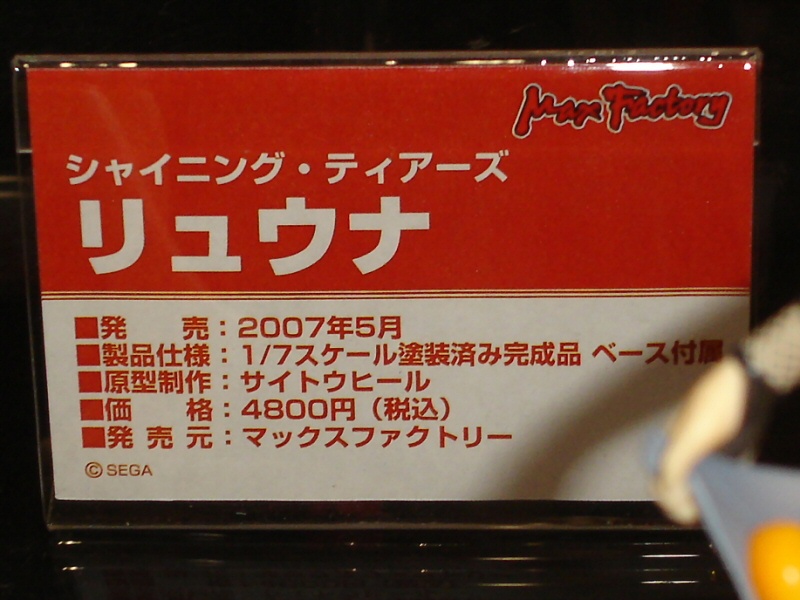 Max Factory
シャイニング・ティアーズ
リュウナ
■発　　売：2007年5月
■製品仕様：1/7スケール塗装済み完成品 ベース付属
■原型制作：サイトウヒール
■価　　格：4800円（税込）
■発 売 元：マックスファクトリー
©SEGA